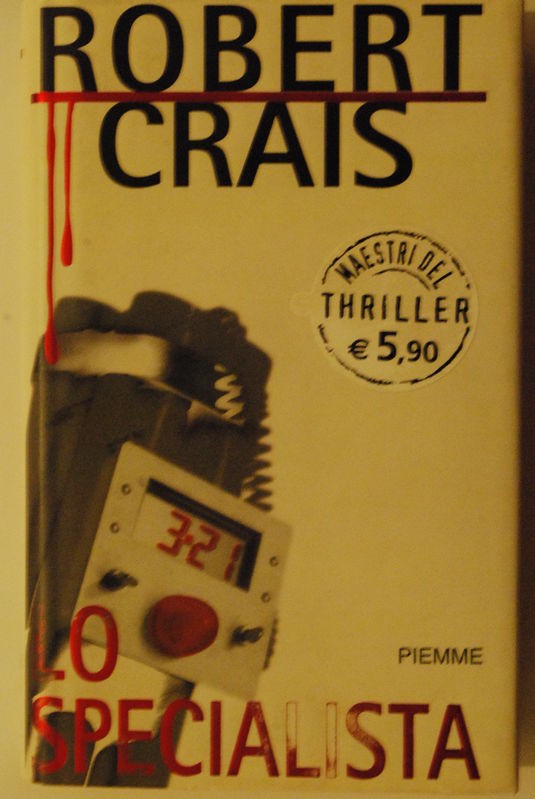 ROBERT
CRAIS
MAESTRI DEL
THRILLER
€ 5,90
3:21
LO
PIEMME
SPECIALISTA